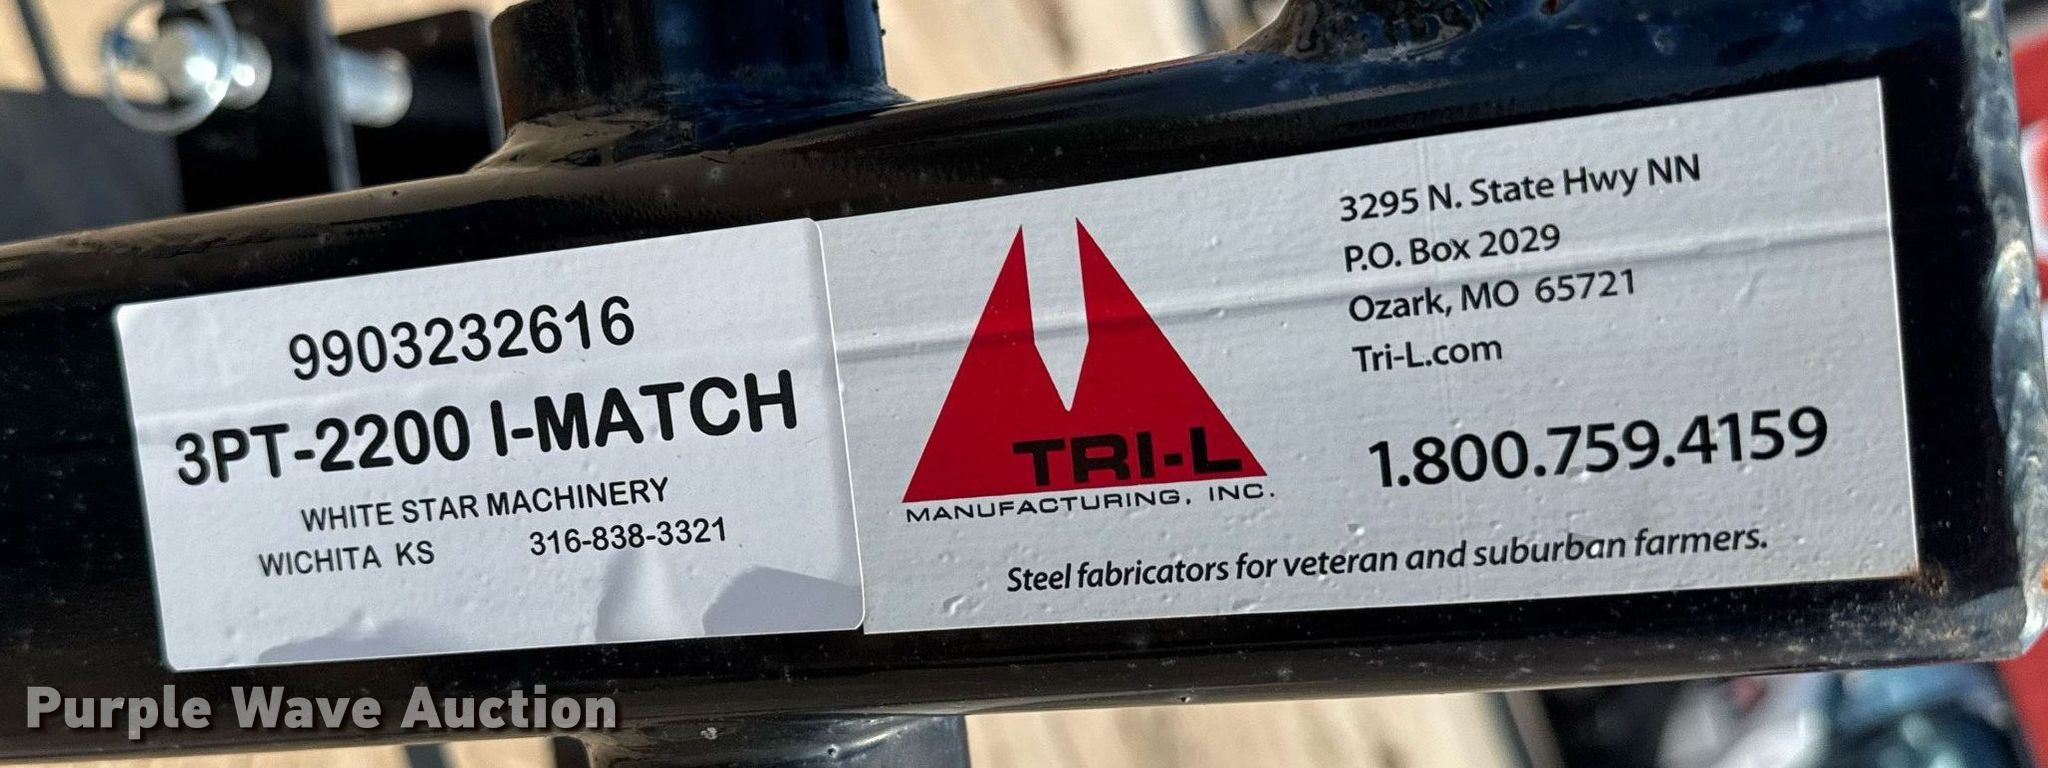 9903232616
3PT-2200 I-MATCH
WHITE STAR MACHINERY
WICHITA KS 316-838-3321
TRI-L
MANUFACTURING, INC.
3295 N. State Hwy NN
P.O. Box 2029
Ozark, MO 65721
Tri-L.com
1.800.759.4159
Steel fabricators for veteran and suburban farmers.
Purple Wave Auction